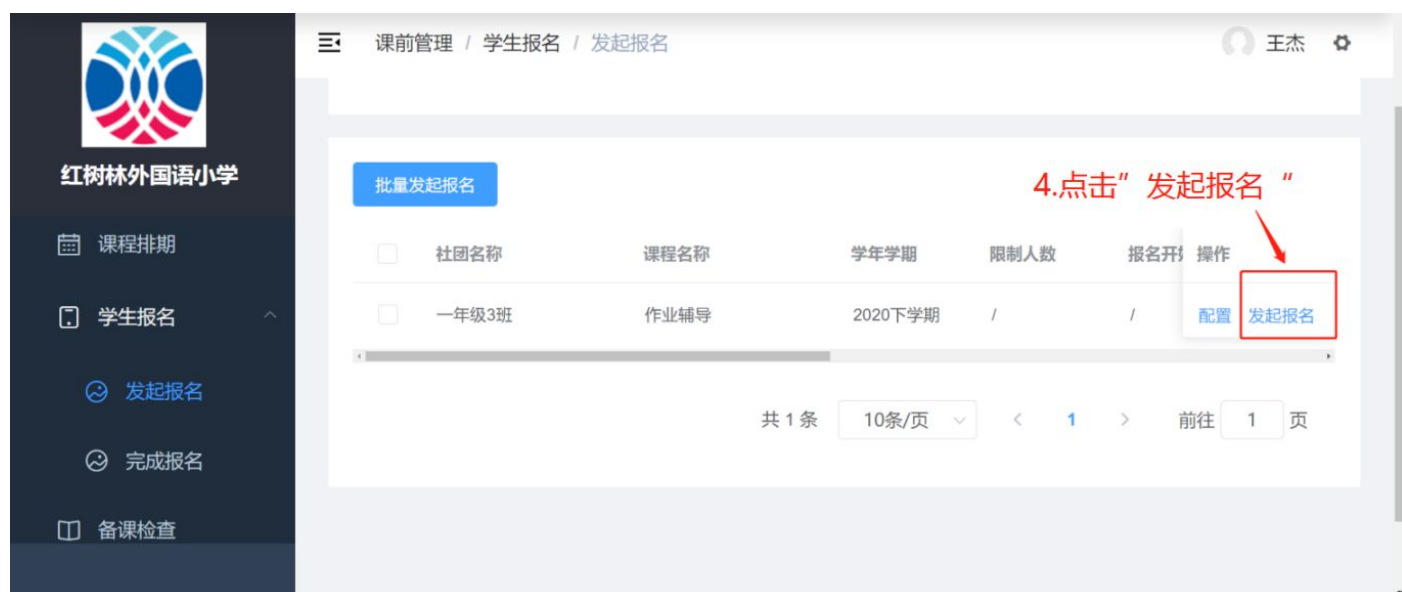 课前管理 / 学生报名 / 发起报名
王杰
红树林外国语小学
课程排期
学生报名
发起报名
完成报名
备课检查
批量发起报名
4.点击”发起报名“
社团名称 课程名称 学年学期 限制人数 报名开 操作
一年级3班 作业辅导 2020下学期 / / 配置 发起报名
共 1 条 10条/页 < 1 > 前往 1 页